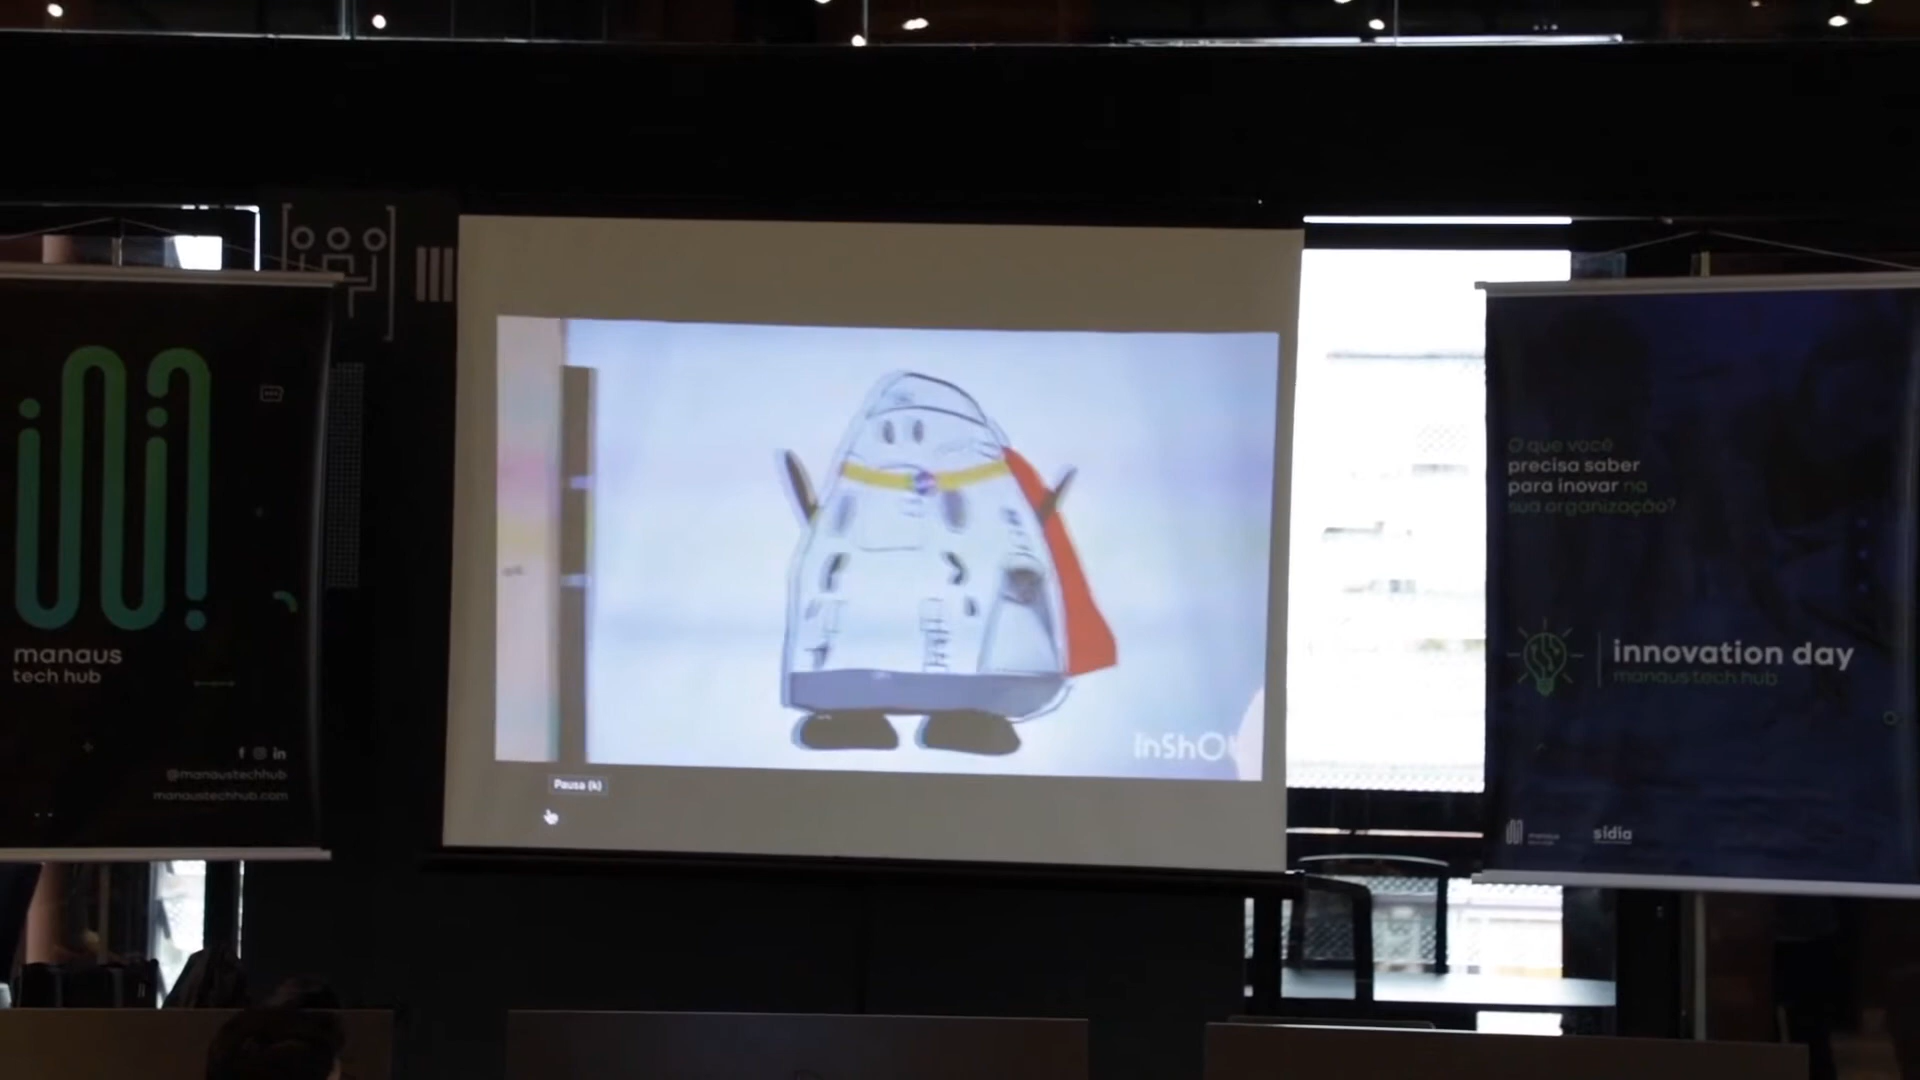 manaus
tech hub
@manaustechhub
manaustechhub.com
Pausa (k)
InShO
O que você
precisa saber
para inovar na
sua organização?
innovation day
manaus tech hub
sidia